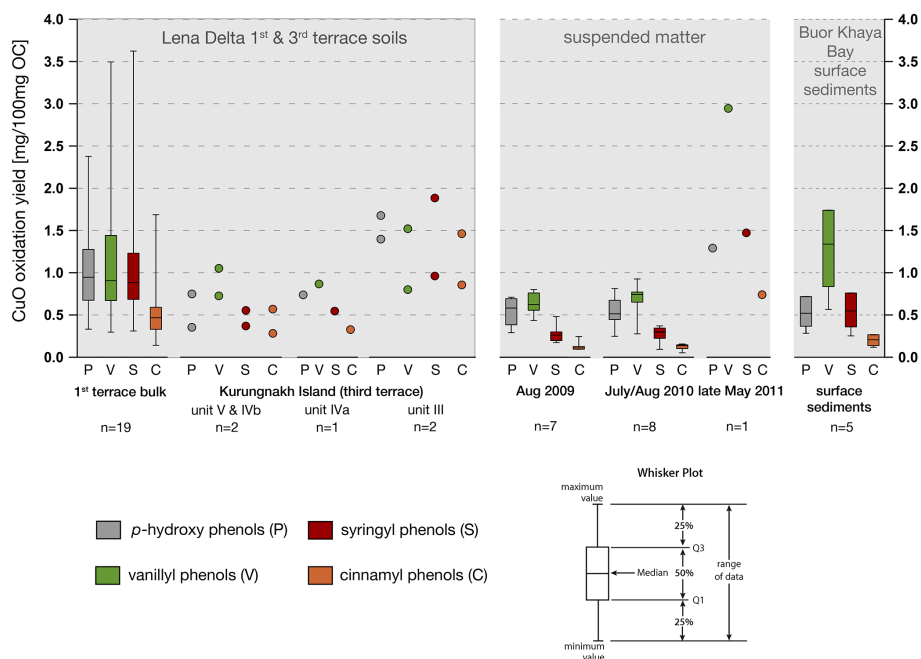 Lena Delta 1st & 3rd terrace soils
suspended matter
Buor Khaya
Bay
surface
sediments
CuO oxidation yield [mg/100mg OC]
4.0
3.5
3.0
2.5
2.0
1.5
1.0
0.5
0.0
4.0
3.5
3.0
2.5
2.0
1.5
1.0
0.5
0.0
P V S C P V S C P V S C P V S C P V S C P V S C P V S C P V S C
1st terrace bulk
n=19
Kurungnakh Island (third terrace)
unit V & IVb unit IVa unit III
n=2 n=1 n=2
Aug 2009 July/Aug 2010 late May 2011
n=7 n=8 n=1
surface
sediments
n=5
p-hydroxy phenols (P)
syringyl phenols (S)
vanillyl phenols (V)
cinnamyl phenols (C)
Whisker Plot
maximum
value
25%
Q3
Median
50%
range
of data
Q1
25%
minimum
value